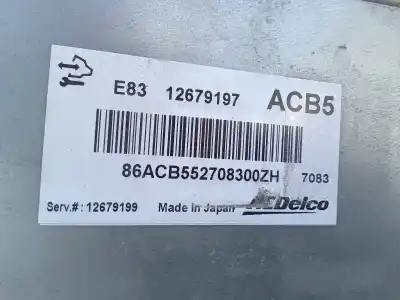 E83 12679197 ACB5
86ACB552708300ZH 7083
Serv.#: 12679199 Made in Japan ACDelco